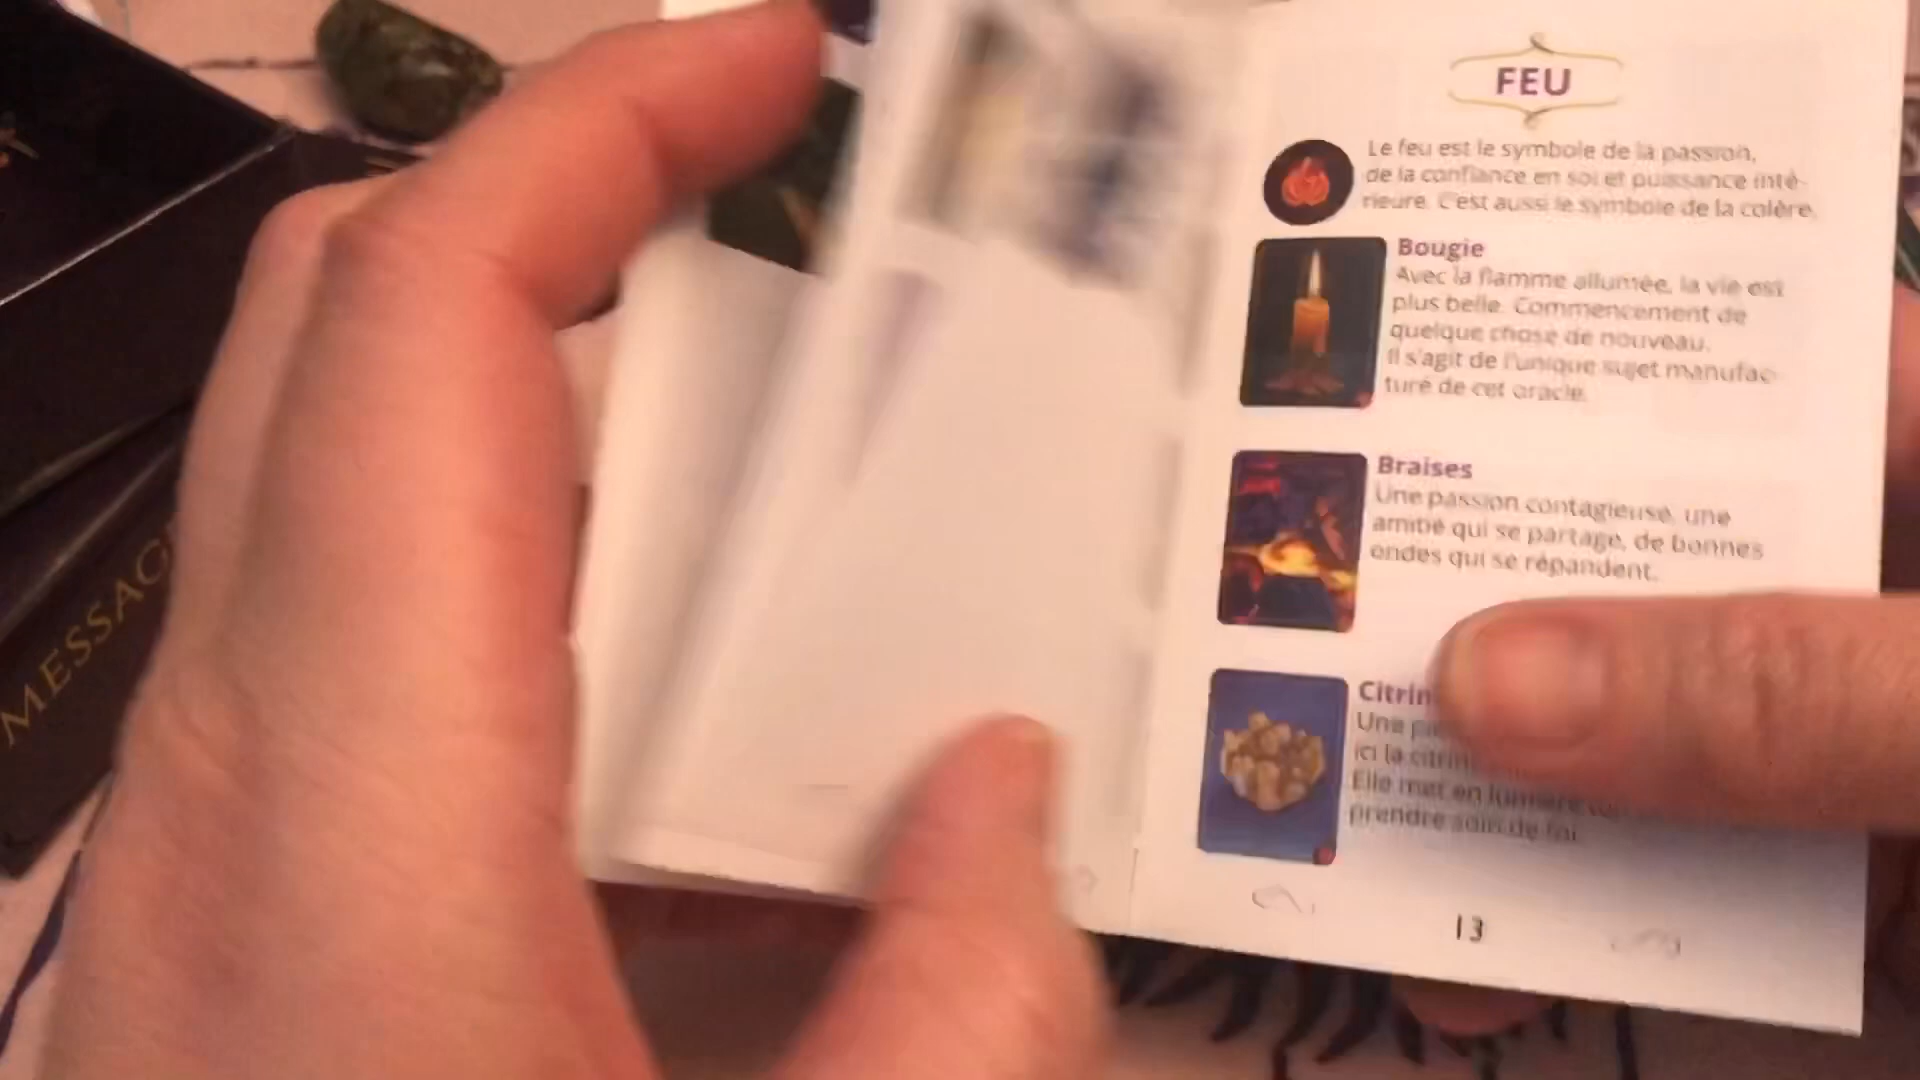 MESSAG
FEU
Le feu est le symbole de la passion,
de la confiance en soi et puissance inté-
rieure. C'est aussi le symbole de la colère.
Bougie
Avec la flamme allumée, la vie est
plus belle. Commencement de
quelque chose de nouveau.
Il s'agit de l'unique sujet manufac-
turé de cet oracle.
Braises
Une passion contagieuse, une
amitié qui se partage, de bonnes
ondes qui se répandent.
Citrin
Une
ici la citrin
Elle met en lumière
prendre soin de toi
13